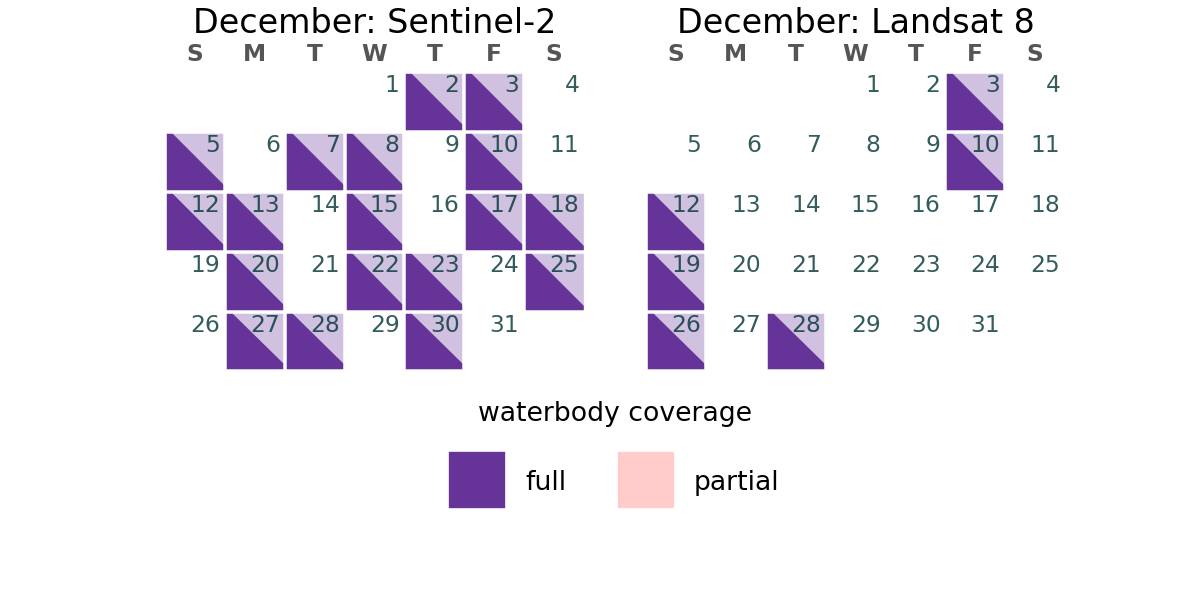 December: Sentinel-2
S M T W T F S
1 2 3 4
5 6 7 8 9 10 11
12 13 14 15 16 17 18
19 20 21 22 23 24 25
26 27 28 29 30 31
December: Landsat 8
S M T W T F S
1 2 3 4
5 6 7 8 9 10 11
12 13 14 15 16 17 18
19 20 21 22 23 24 25
26 27 28 29 30 31
waterbody coverage
full partial